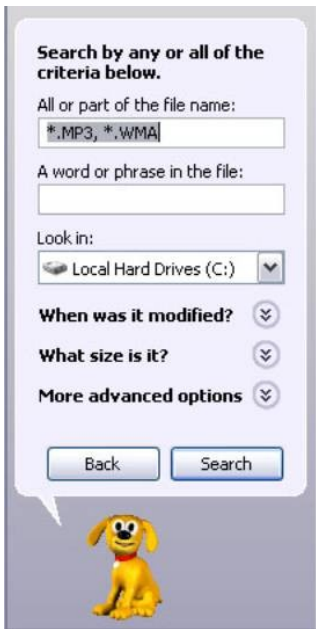 Search by any or all of the
criteria below.
All or part of the file name:
*.MP3, *.WMA
A word or phrase in the file:
Look in:
Local Hard Drives (C:)
When was it modified?
What size is it?
More advanced options
Back Search